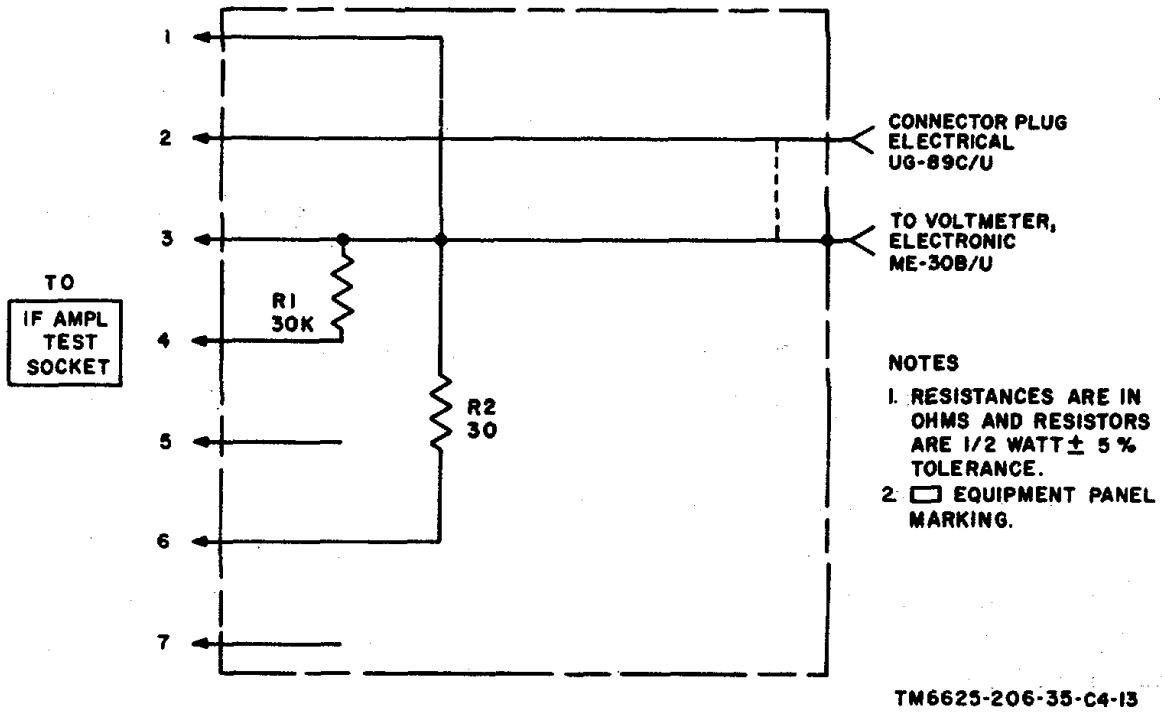 1
2
3
4
5
6
7
TO
IF AMPL
TEST
SOCKET
R1
30K
R2
30
CONNECTOR PLUG
ELECTRICAL
UG-89C/U
TO VOLTMETER,
ELECTRONIC
ME-30B/U
NOTES
1. RESISTANCES ARE IN
OHMS AND RESISTORS
ARE 1/2 WATT ± 5 %
TOLERANCE.
2 EQUIPMENT PANEL
MARKING.
TM6625-206-35-C4-13